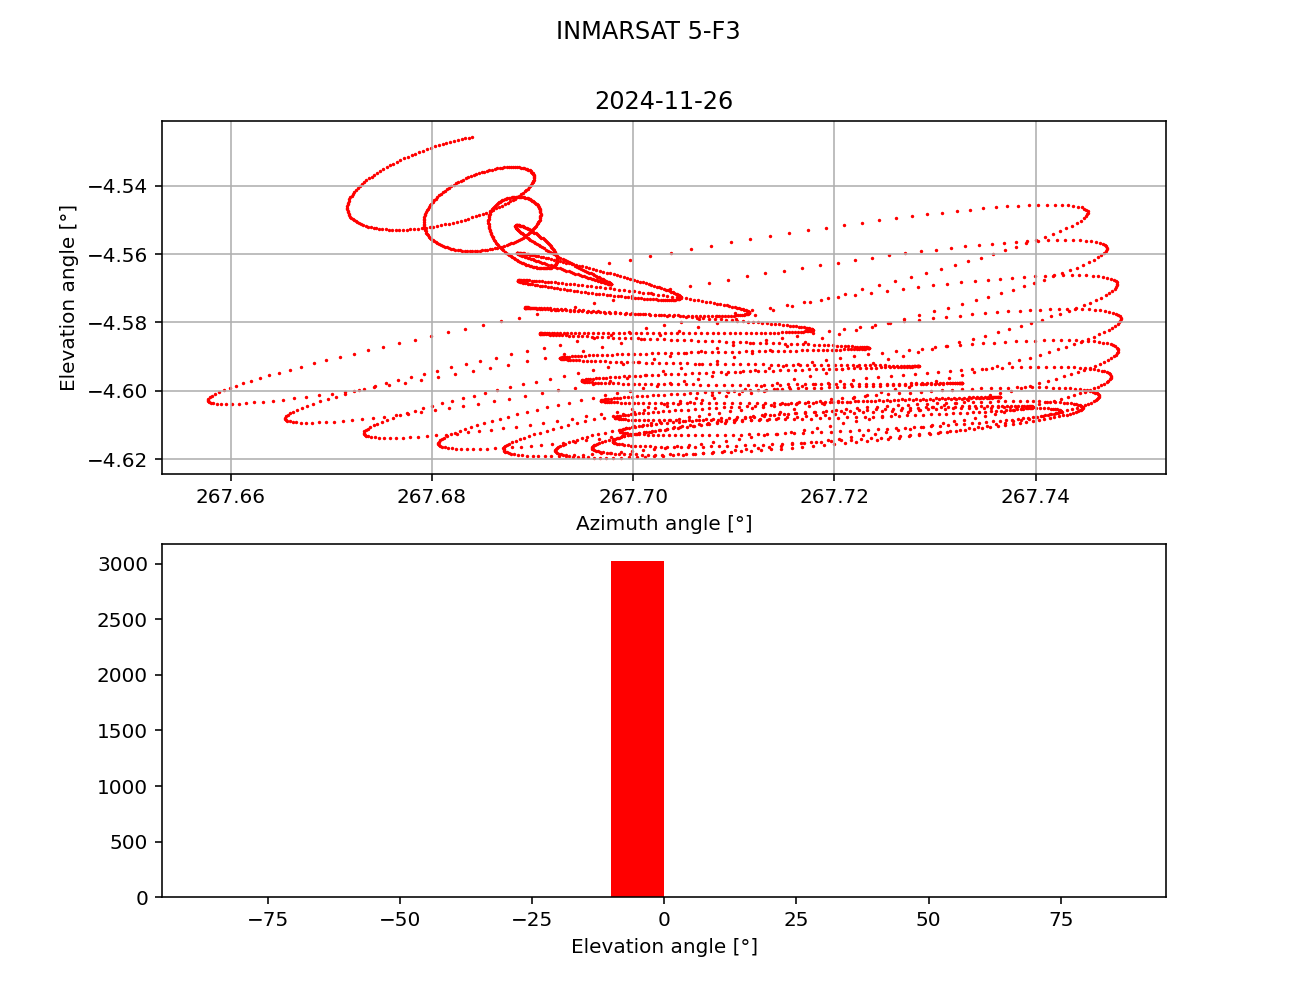 INMARSAT 5-F3
2024-11-26
−4.54
−4.56
−4.58
−4.60
−4.62
Elevation angle [°]
267.66 267.68 267.70 267.72 267.74
Azimuth angle [°]
3000
2500
2000
1500
1000
500
0
−75 −50 −25 0 25 50 75
Elevation angle [°]